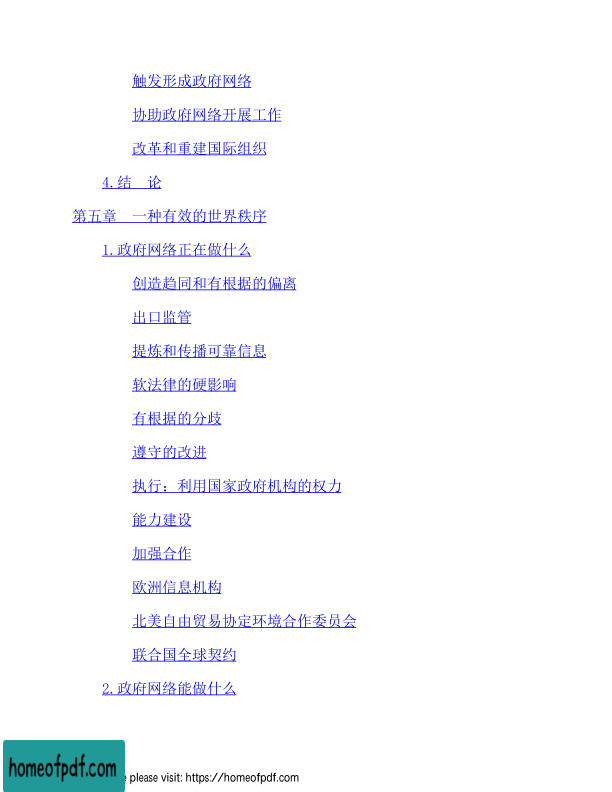 触发形成政府网络
协助政府网络开展工作
改革和重建国际组织
4.结　论
第五章　一种有效的世界秩序
1.政府网络正在做什么
创造趋同和有根据的偏离
出口监管
提炼和传播可靠信息
软法律的硬影响
有根据的分歧
遵守的改进
执行：利用国家政府机构的权力
能力建设
加强合作
欧洲信息机构
北美自由贸易协定环境合作委员会
联合国全球契约
2.政府网络能做什么
homeofpdf.com please visit: https://homeofpdf.com